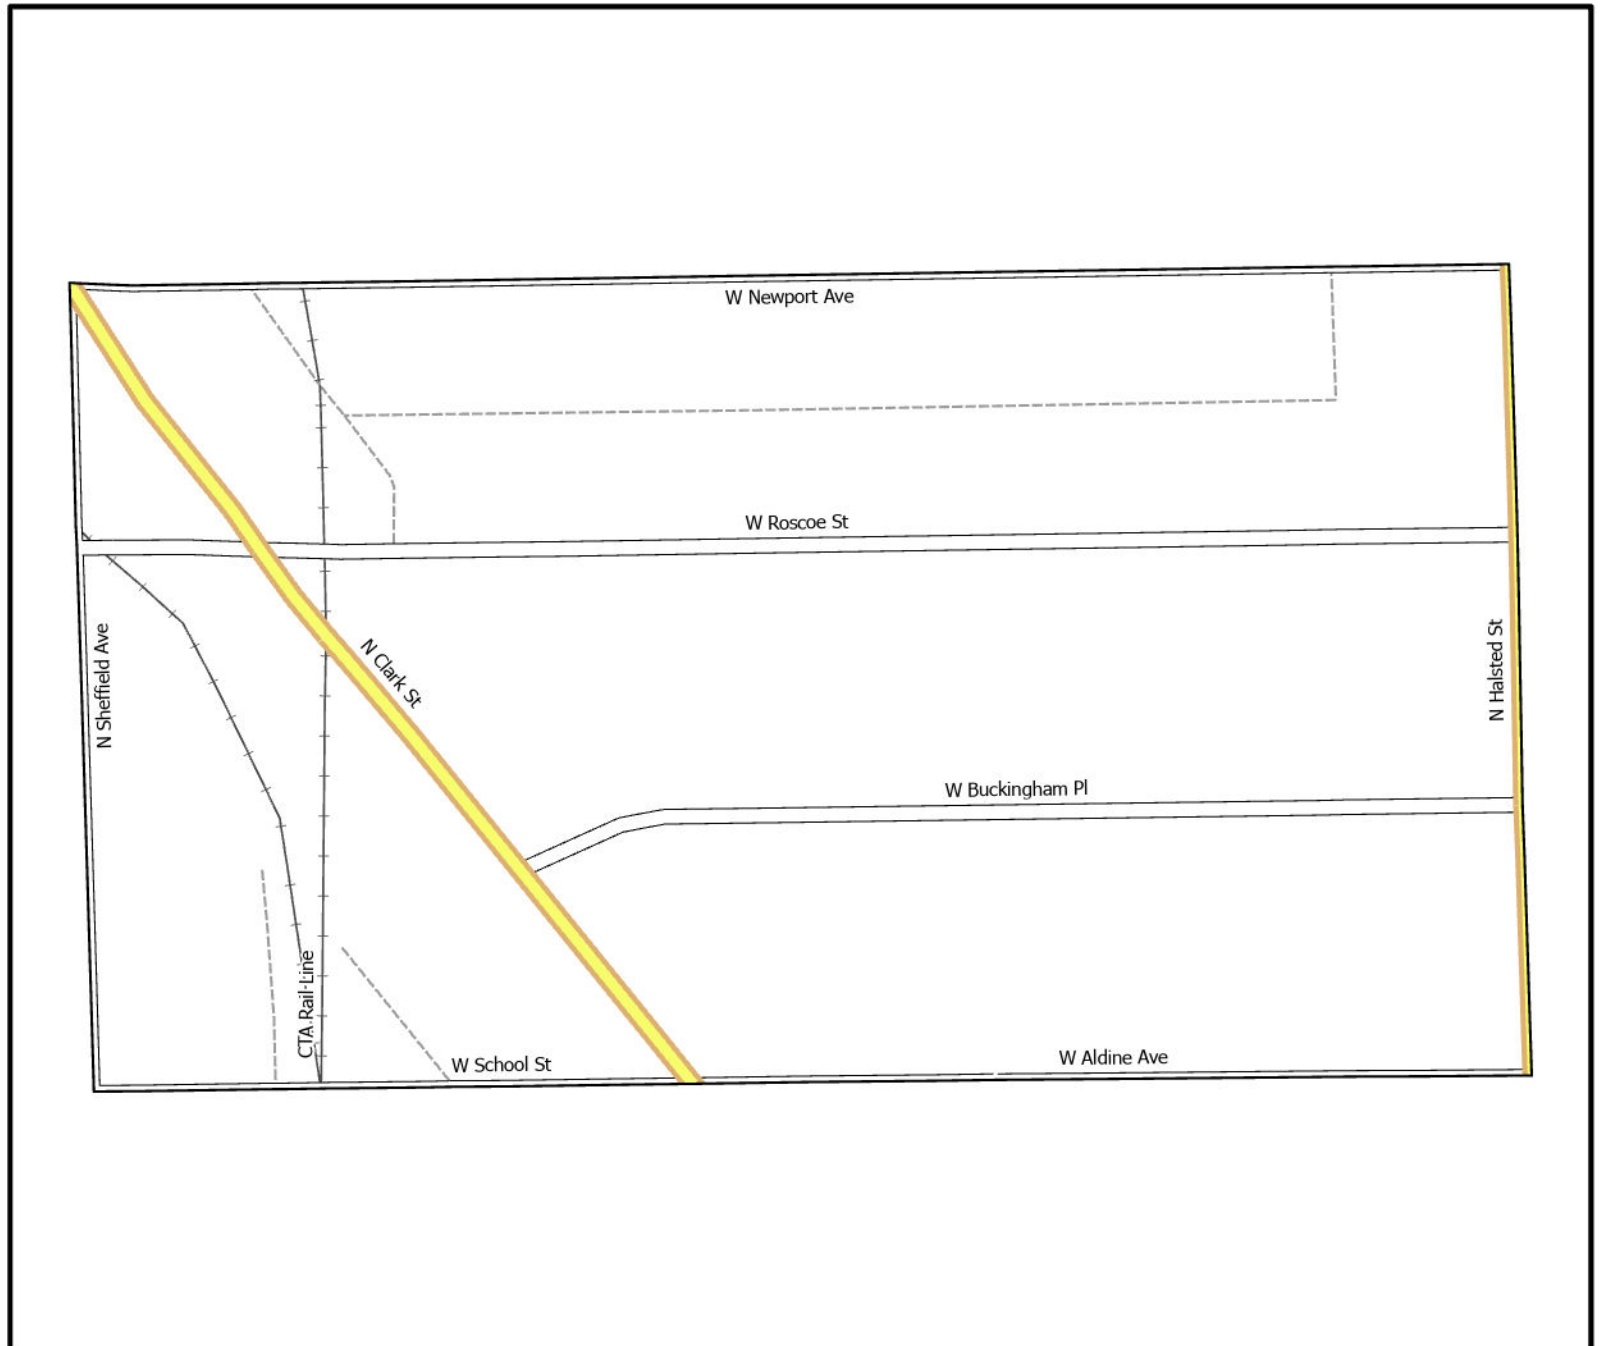 W Newport Ave
W Roscoe St
N Sheffield Ave
N Clark St
N Halsted St
W Buckingham Pl
CTA Rail Line
W School St
W Aldine Ave